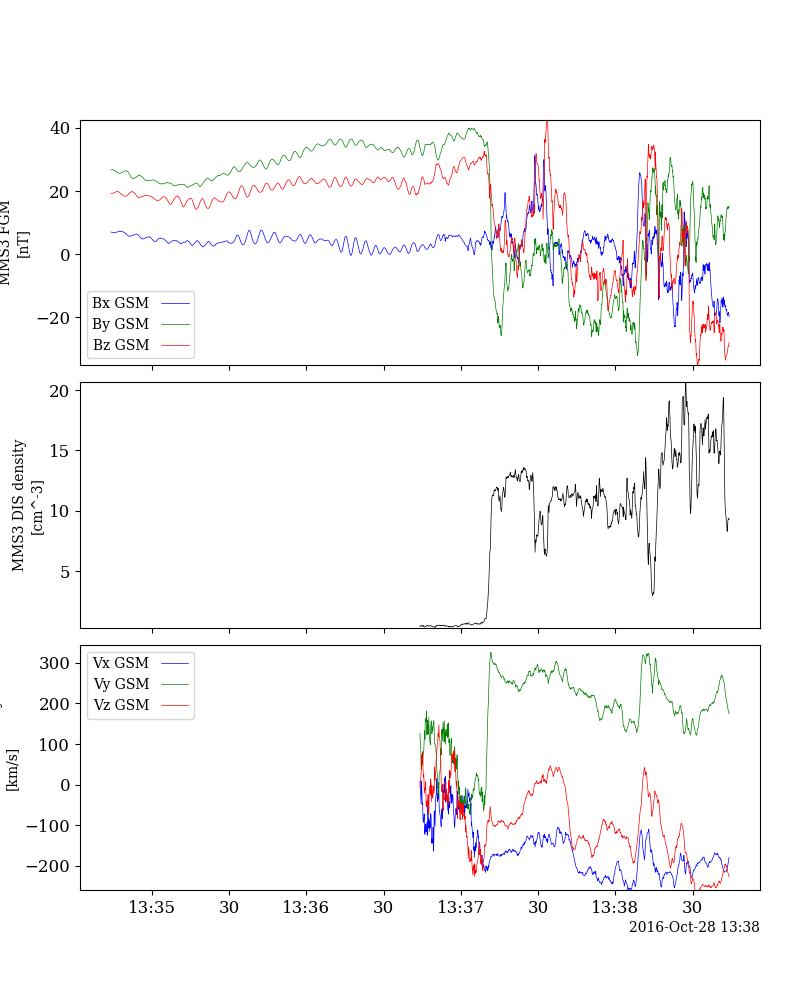 40
20
0
−20
MMS3 FGM
[nT]
Bx GSM
By GSM
Bz GSM
20
15
10
5
MMS3 DIS density
[cm^-3]
300
200
100
0
−100
−200
[km/s]
Vx GSM
Vy GSM
Vz GSM
13:35 30 13:36 30 13:37 30 13:38 30
2016-Oct-28 13:38